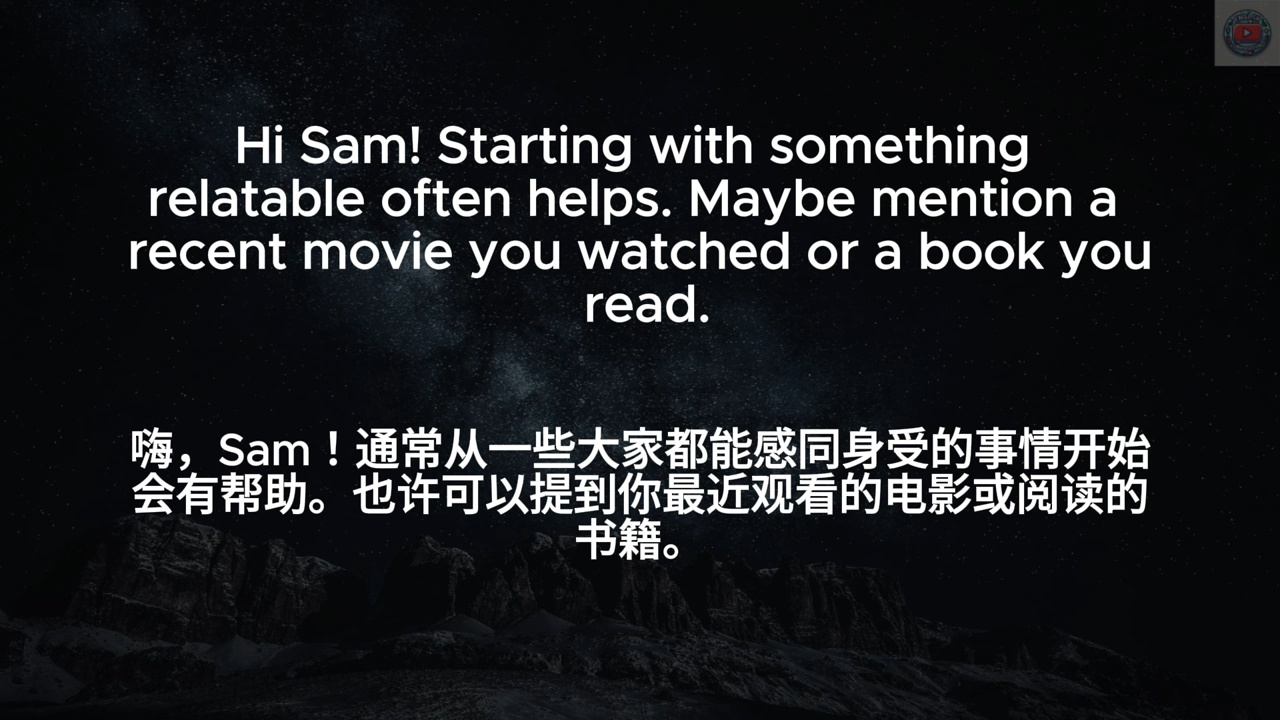 Hi Sam! Starting with something
relatable often helps. Maybe mention a
recent movie you watched or a book you
read.
嗨，Sam！通常从一些大家都能感同身受的事情开始
会有帮助。也许可以提到你最近观看的电影或阅读的
书籍。